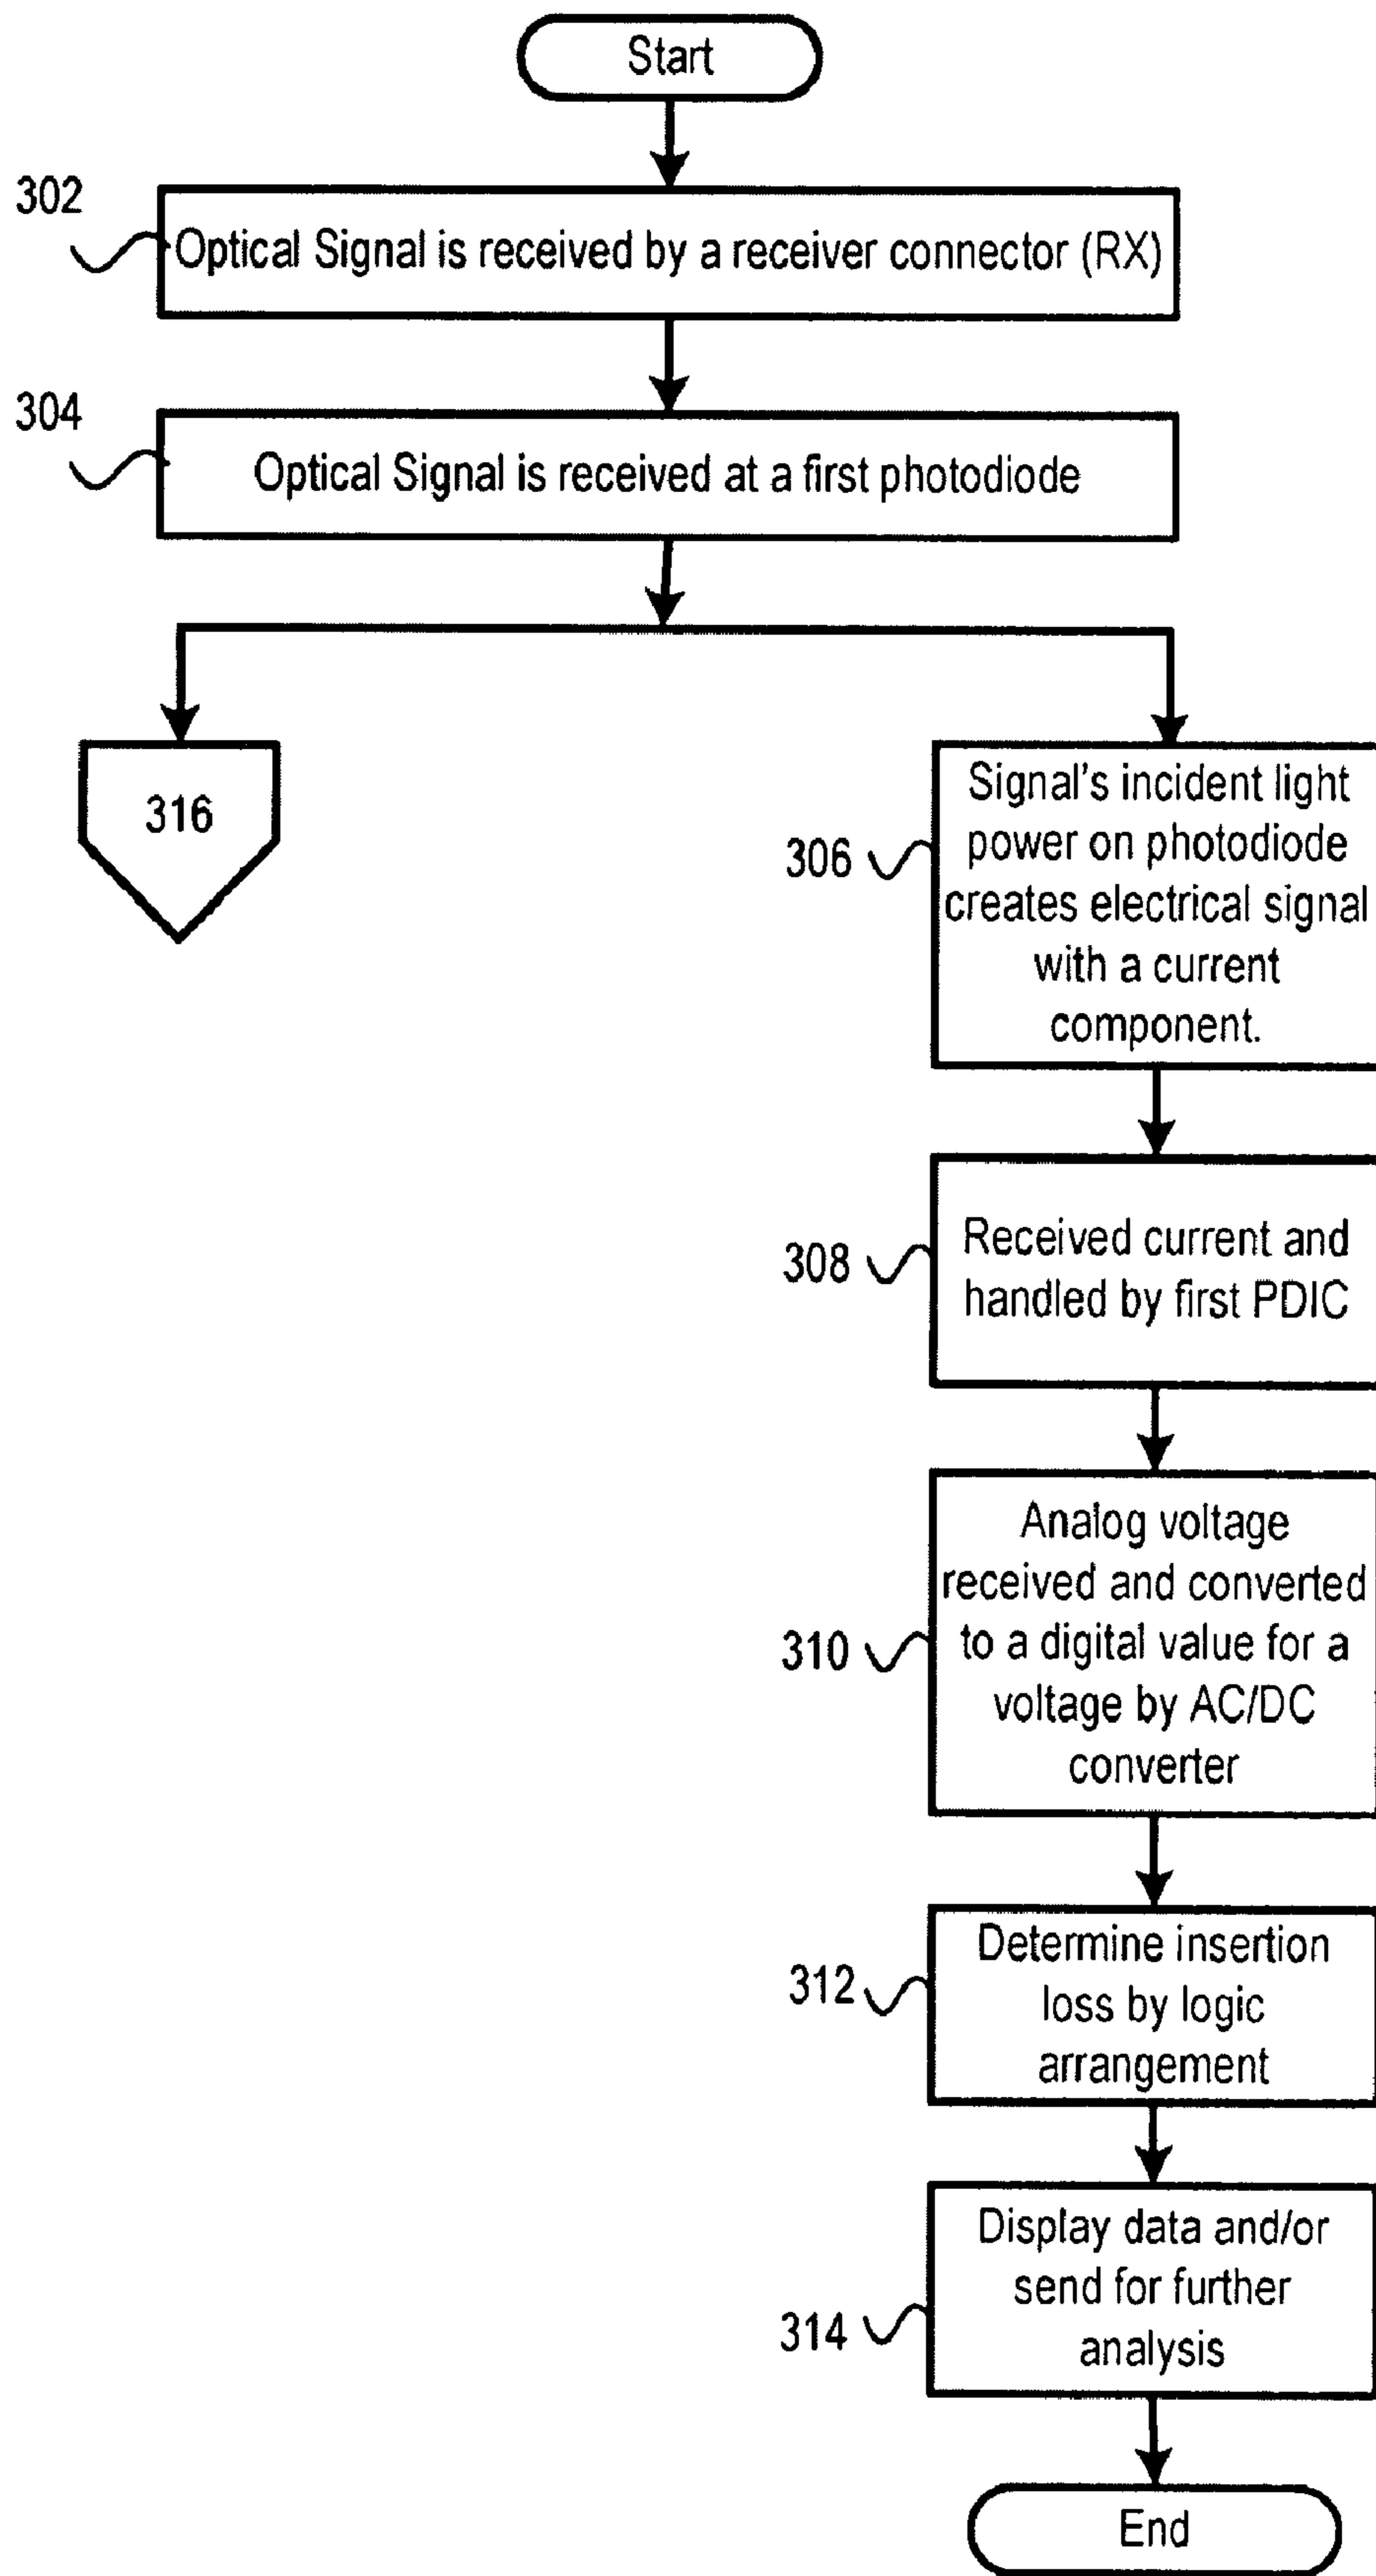 Start
302
Optical Signal is received by a receiver connector (RX)
304
Optical Signal is received at a first photodiode
316
306
Signal's incident light
power on photodiode
creates electrical signal
with a current
component.
308
Received current and
handled by first PDIC
310
Analog voltage
received and converted
to a digital value for a
voltage by AC/DC
converter
312
Determine insertion
loss by logic
arrangement
314
Display data and/or
send for further
analysis
End